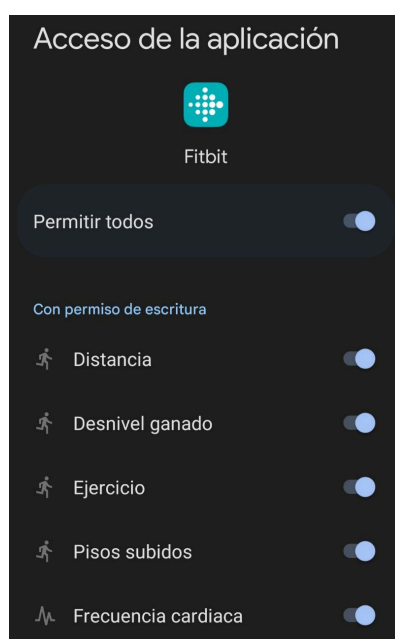 Acceso de la aplicación
Fitbit
Permitir todos
Con permiso de escritura
Distancia
Desnivel ganado
Ejercicio
Pisos subidos
Frecuencia cardiaca